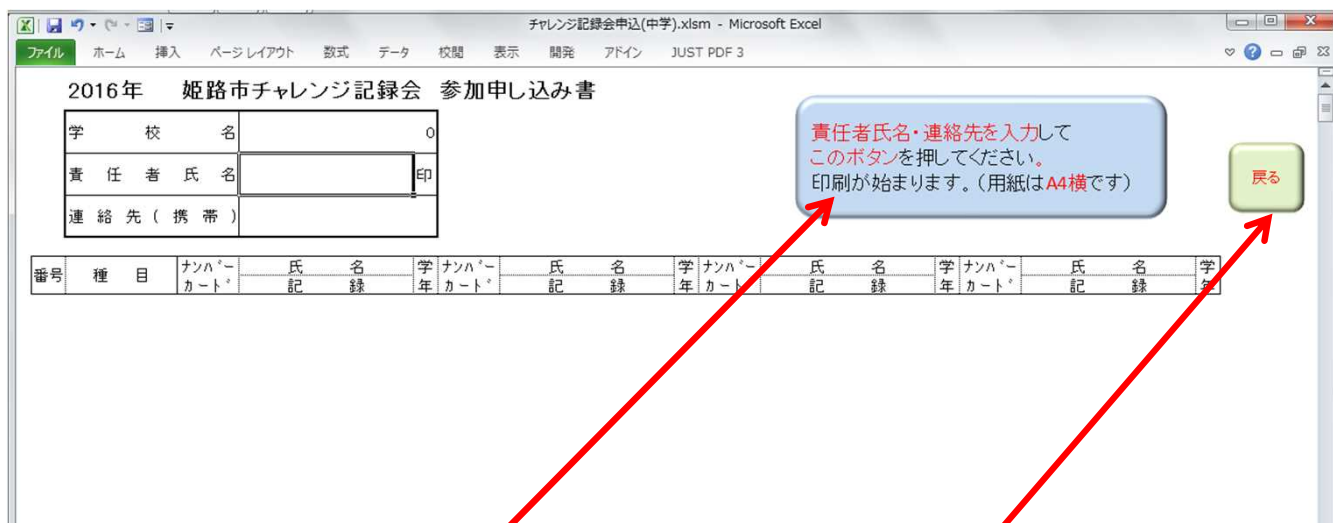 チャレンジ記録会申込(中学).xlsm - Microsoft Excel
ファイル ホーム 挿入 ページ レイアウト 数式 データ 校閲 表示 開発 アドイン JUST PDF 3
2016年 姫路市チャレンジ記録会 参加申し込み書
学校名 0
責任者氏名 印
連絡先(携帯)
責任者氏名・連絡先を入力して
このボタンを押してください。
印刷が始まります。(用紙はA4横です)
戻る
番号 種目 ナンバーカード 氏名 記録 学年 ナンバーカード 氏名 記録 学年 ナンバーカード 氏名 記録 学年 ナンバーカード 氏名 記録 学年